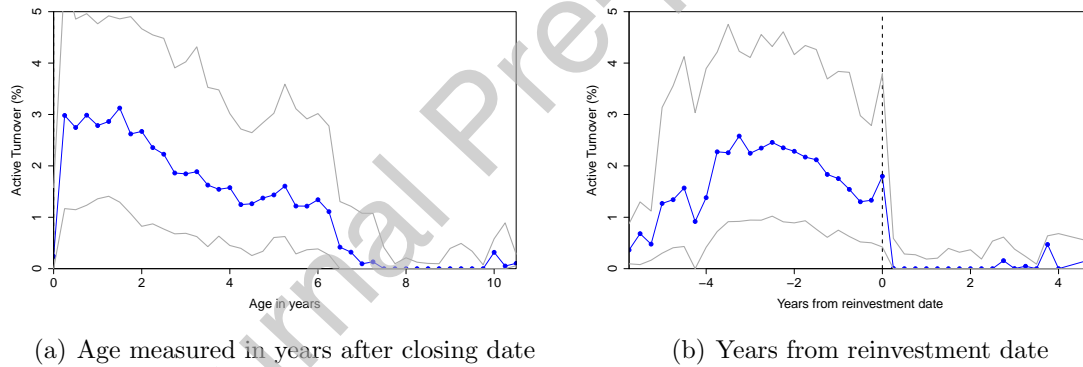 5
4
3
2
1
0
Active Turnover (%)
0 2 4 6 8 10
Age in years
(a) Age measured in years after closing date
5
4
3
2
1
0
Active Turnover (%)
−4 −2 0 2 4
Years from reinvestment date
(b) Years from reinvestment date
Journal Pre